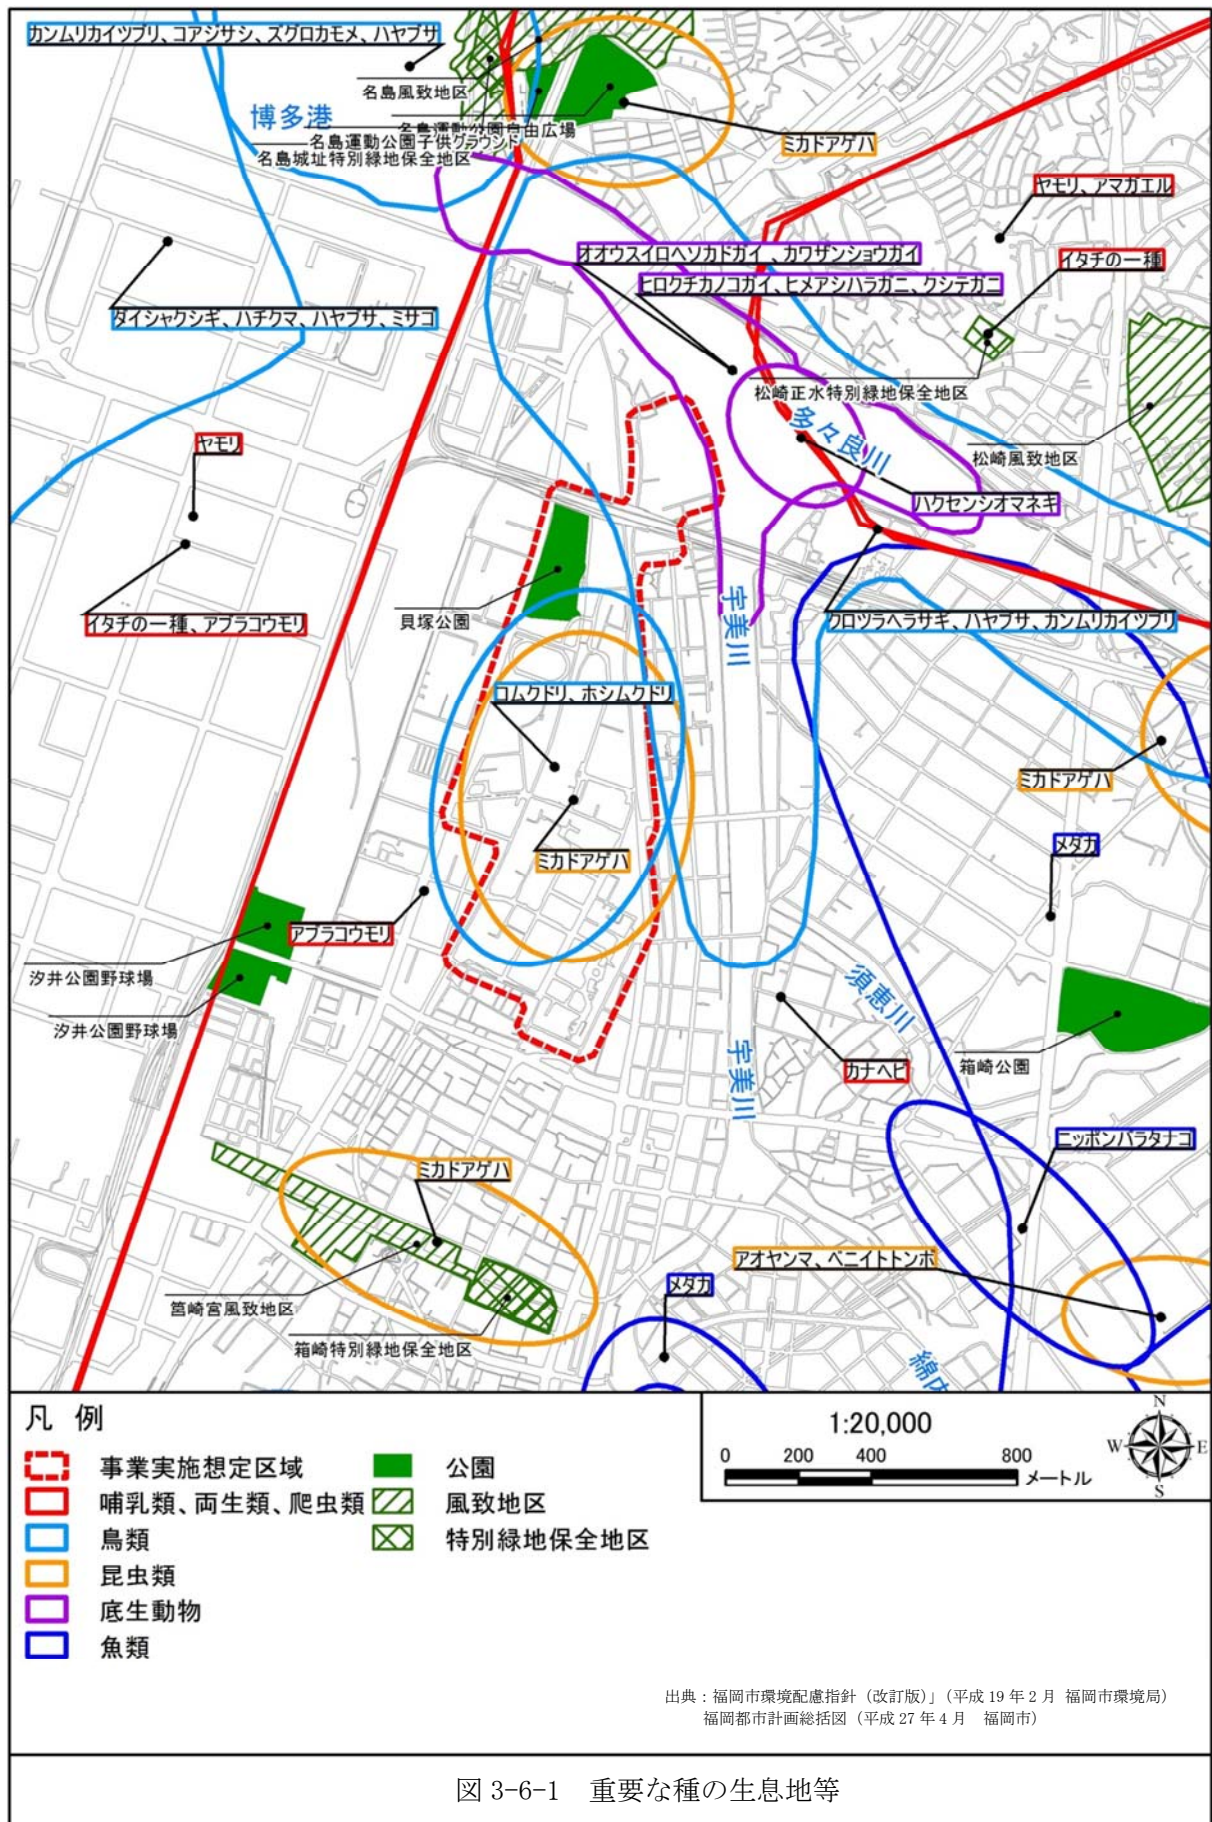 カンムリカイツブリ、コアジサシ、ズグロカモメ、ハヤブサ
名島風致地区
博多港
名島運動公園自由広場
名島運動公園子供グラウンド
名島城址特別緑地保全地区
ミカドアゲハ
ヤモリ、アマガエル
オオウスイロヘソカドガイ、カワザンショウガイ
イタチの一種
ヒロクチカノコガイ、ヒメアシハラガニ、クシテガニ
ダイシャクシギ、ハチクマ、ハヤブサ、ミサコ
松崎正水特別緑地保全地区
多々良川
ヤモリ
松崎風致地区
ハクセンシオマネキ
イタチの一種、アブラコウモリ
貝塚公園
宇美川
クロツラヘラサギ、ハヤブサ、カンムリカイツブリ
コムクドリ、ホシムクドリ
ミカドアゲハ
ミカドアゲハ
メダカ
アブラコウモリ
汐井公園野球場
汐井公園野球場
須恵川
宇美川
カナヘビ
箱崎公園
ニッポンバラタナコ
ミカドアゲハ
アオヤンマ、ベニイトトンボ
メダカ
筥崎宮風致地区
箱崎特別緑地保全地区
凡 例
事業実施想定区域
哺乳類、両生類、爬虫類
鳥類
昆虫類
底生動物
魚類
公園
風致地区
特別緑地保全地区
1:20,000
0 200 400 800
メートル
N
W E
S
出典：福岡市環境配慮指針（改訂版）」（平成 19 年 2 月 福岡市環境局）
福岡都市計画総括図（平成 27 年 4 月 福岡市）
図 3-6-1 重要な種の生息地等